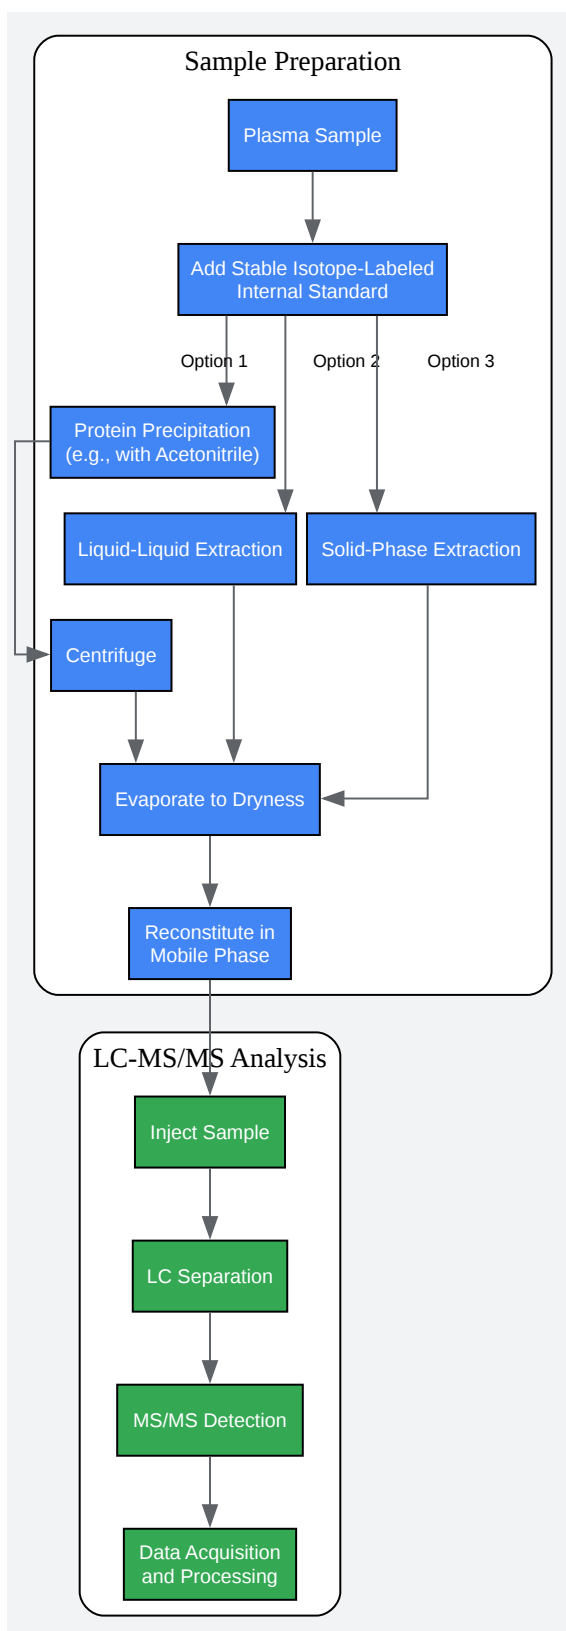 Sample Preparation
Plasma Sample
Add Stable Isotope-Labeled
Internal Standard
Option 1
Option 2
Option 3
Protein Precipitation
(e.g., with Acetonitrile)
Liquid-Liquid Extraction
Solid-Phase Extraction
Centrifuge
Evaporate to Dryness
Reconstitute in
Mobile Phase
LC-MS/MS Analysis
Inject Sample
LC Separation
MS/MS Detection
Data Acquisition
and Processing